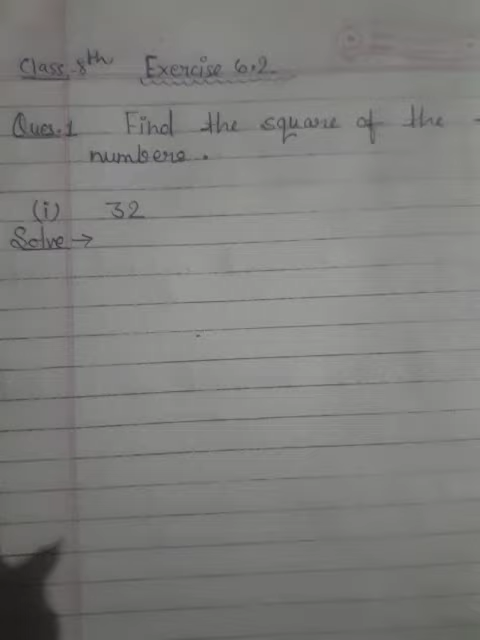 Class-8th Exercise 6.2
Ques.1 Find the square of the
numbers.
(i) 32
Solve →